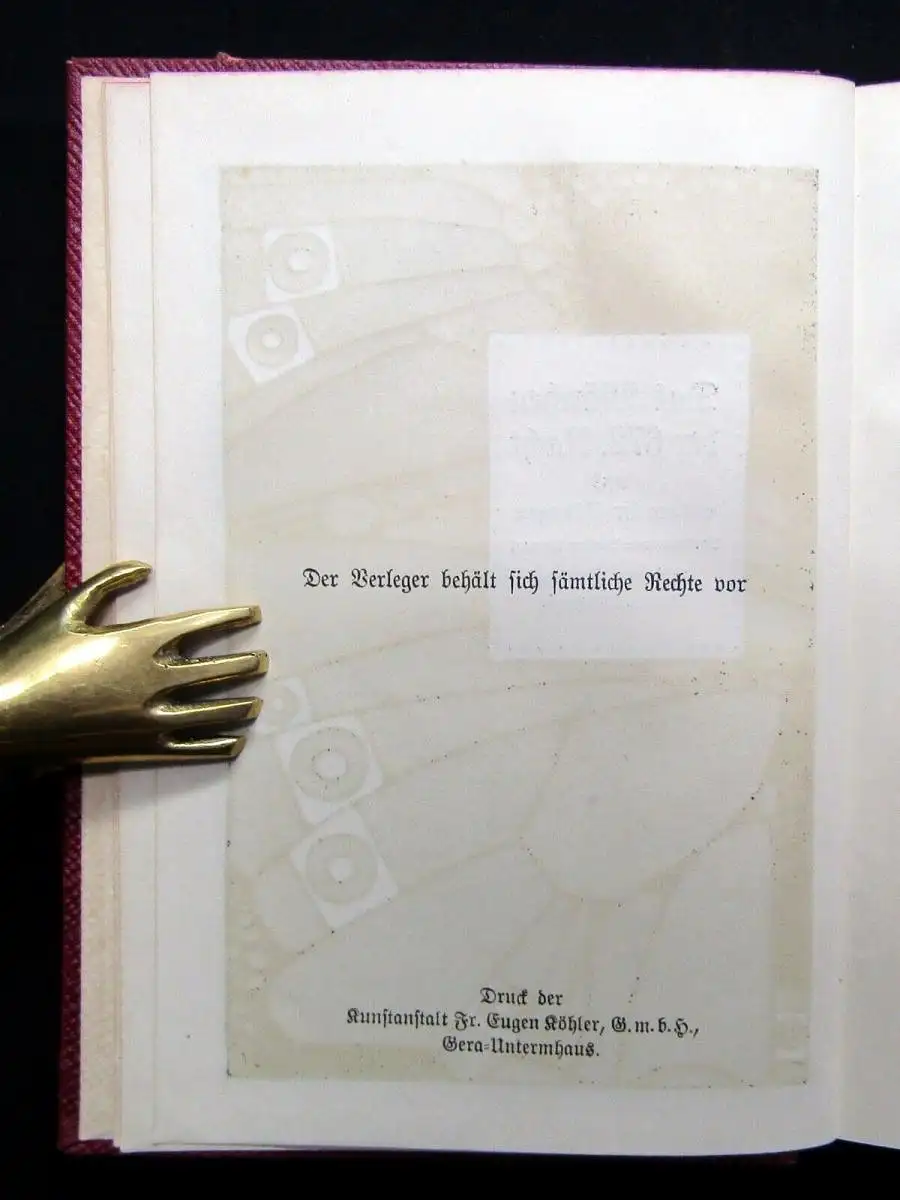 Der Verleger behält sich sämtliche Rechte vor
Druck der
Kunstanstalt Fr. Eugen Köhler, G. m. b. H.,
Gera-Untermhaus.